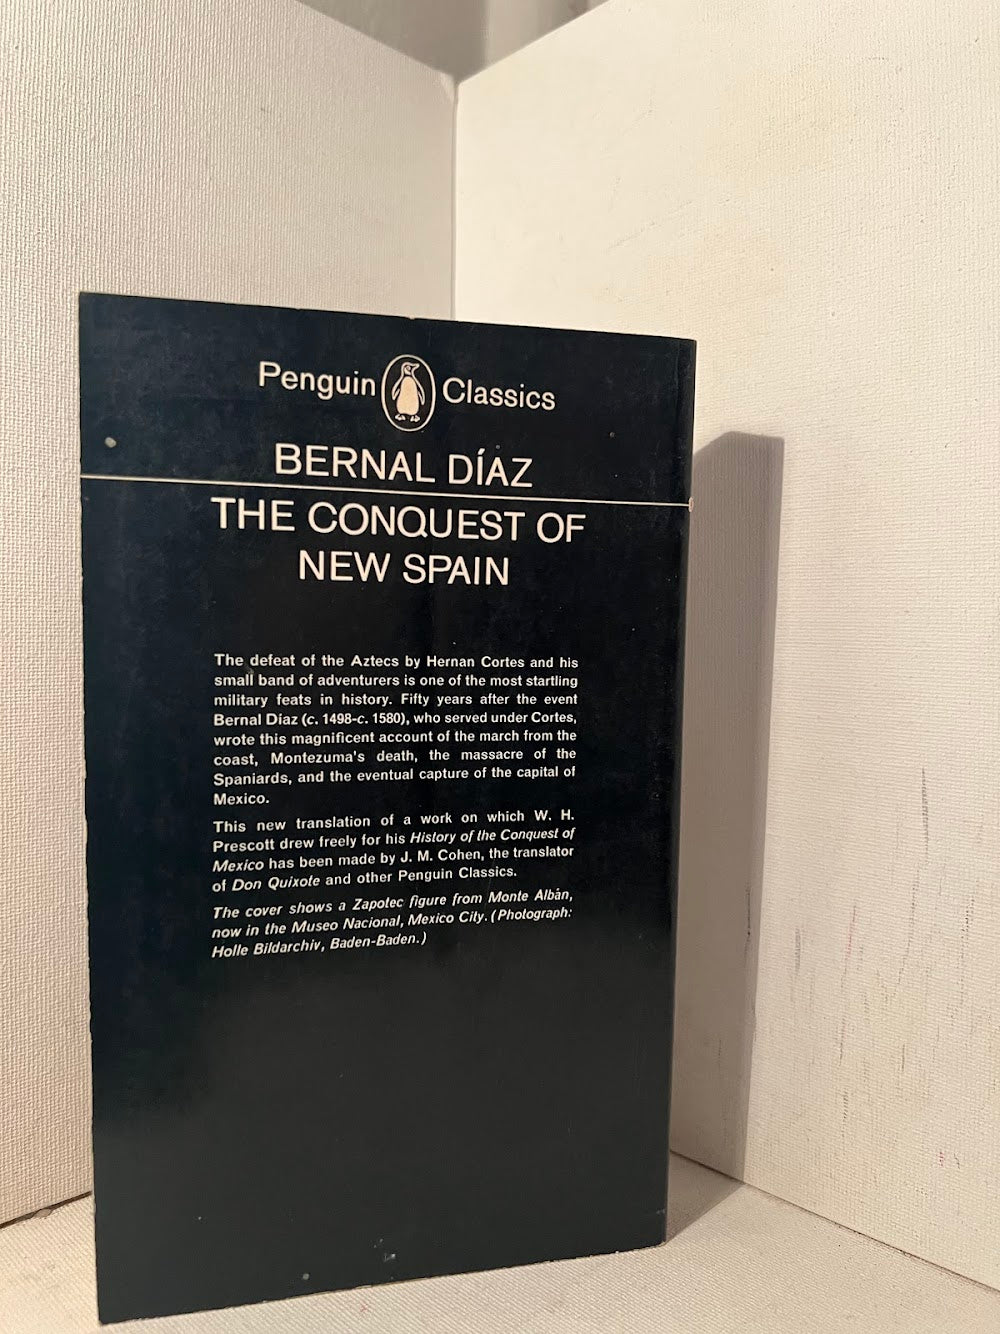 Penguin Classics
BERNAL DÍAZ
THE CONQUEST OF
NEW SPAIN
The defeat of the Aztecs by Hernan Cortes and his
small band of adventurers is one of the most startling
military feats in history. Fifty years after the event
Bernal Diaz (c. 1498-c. 1580), who served under Cortes,
wrote this magnificent account of the march from the
coast, Montezuma's death, the massacre of the
Spaniards, and the eventual capture of the capital of
Mexico.
This new translation of a work on which W. H.
Prescott drew freely for his History of the Conquest of
Mexico has been made by J. M. Cohen, the translator
of Don Quixote and other Penguin Classics.
The cover shows a Zapotec figure from Monte Albàn,
now in the Museo Nacional, Mexico City. (Photograph:
Holle Bildarchiv, Baden-Baden.)